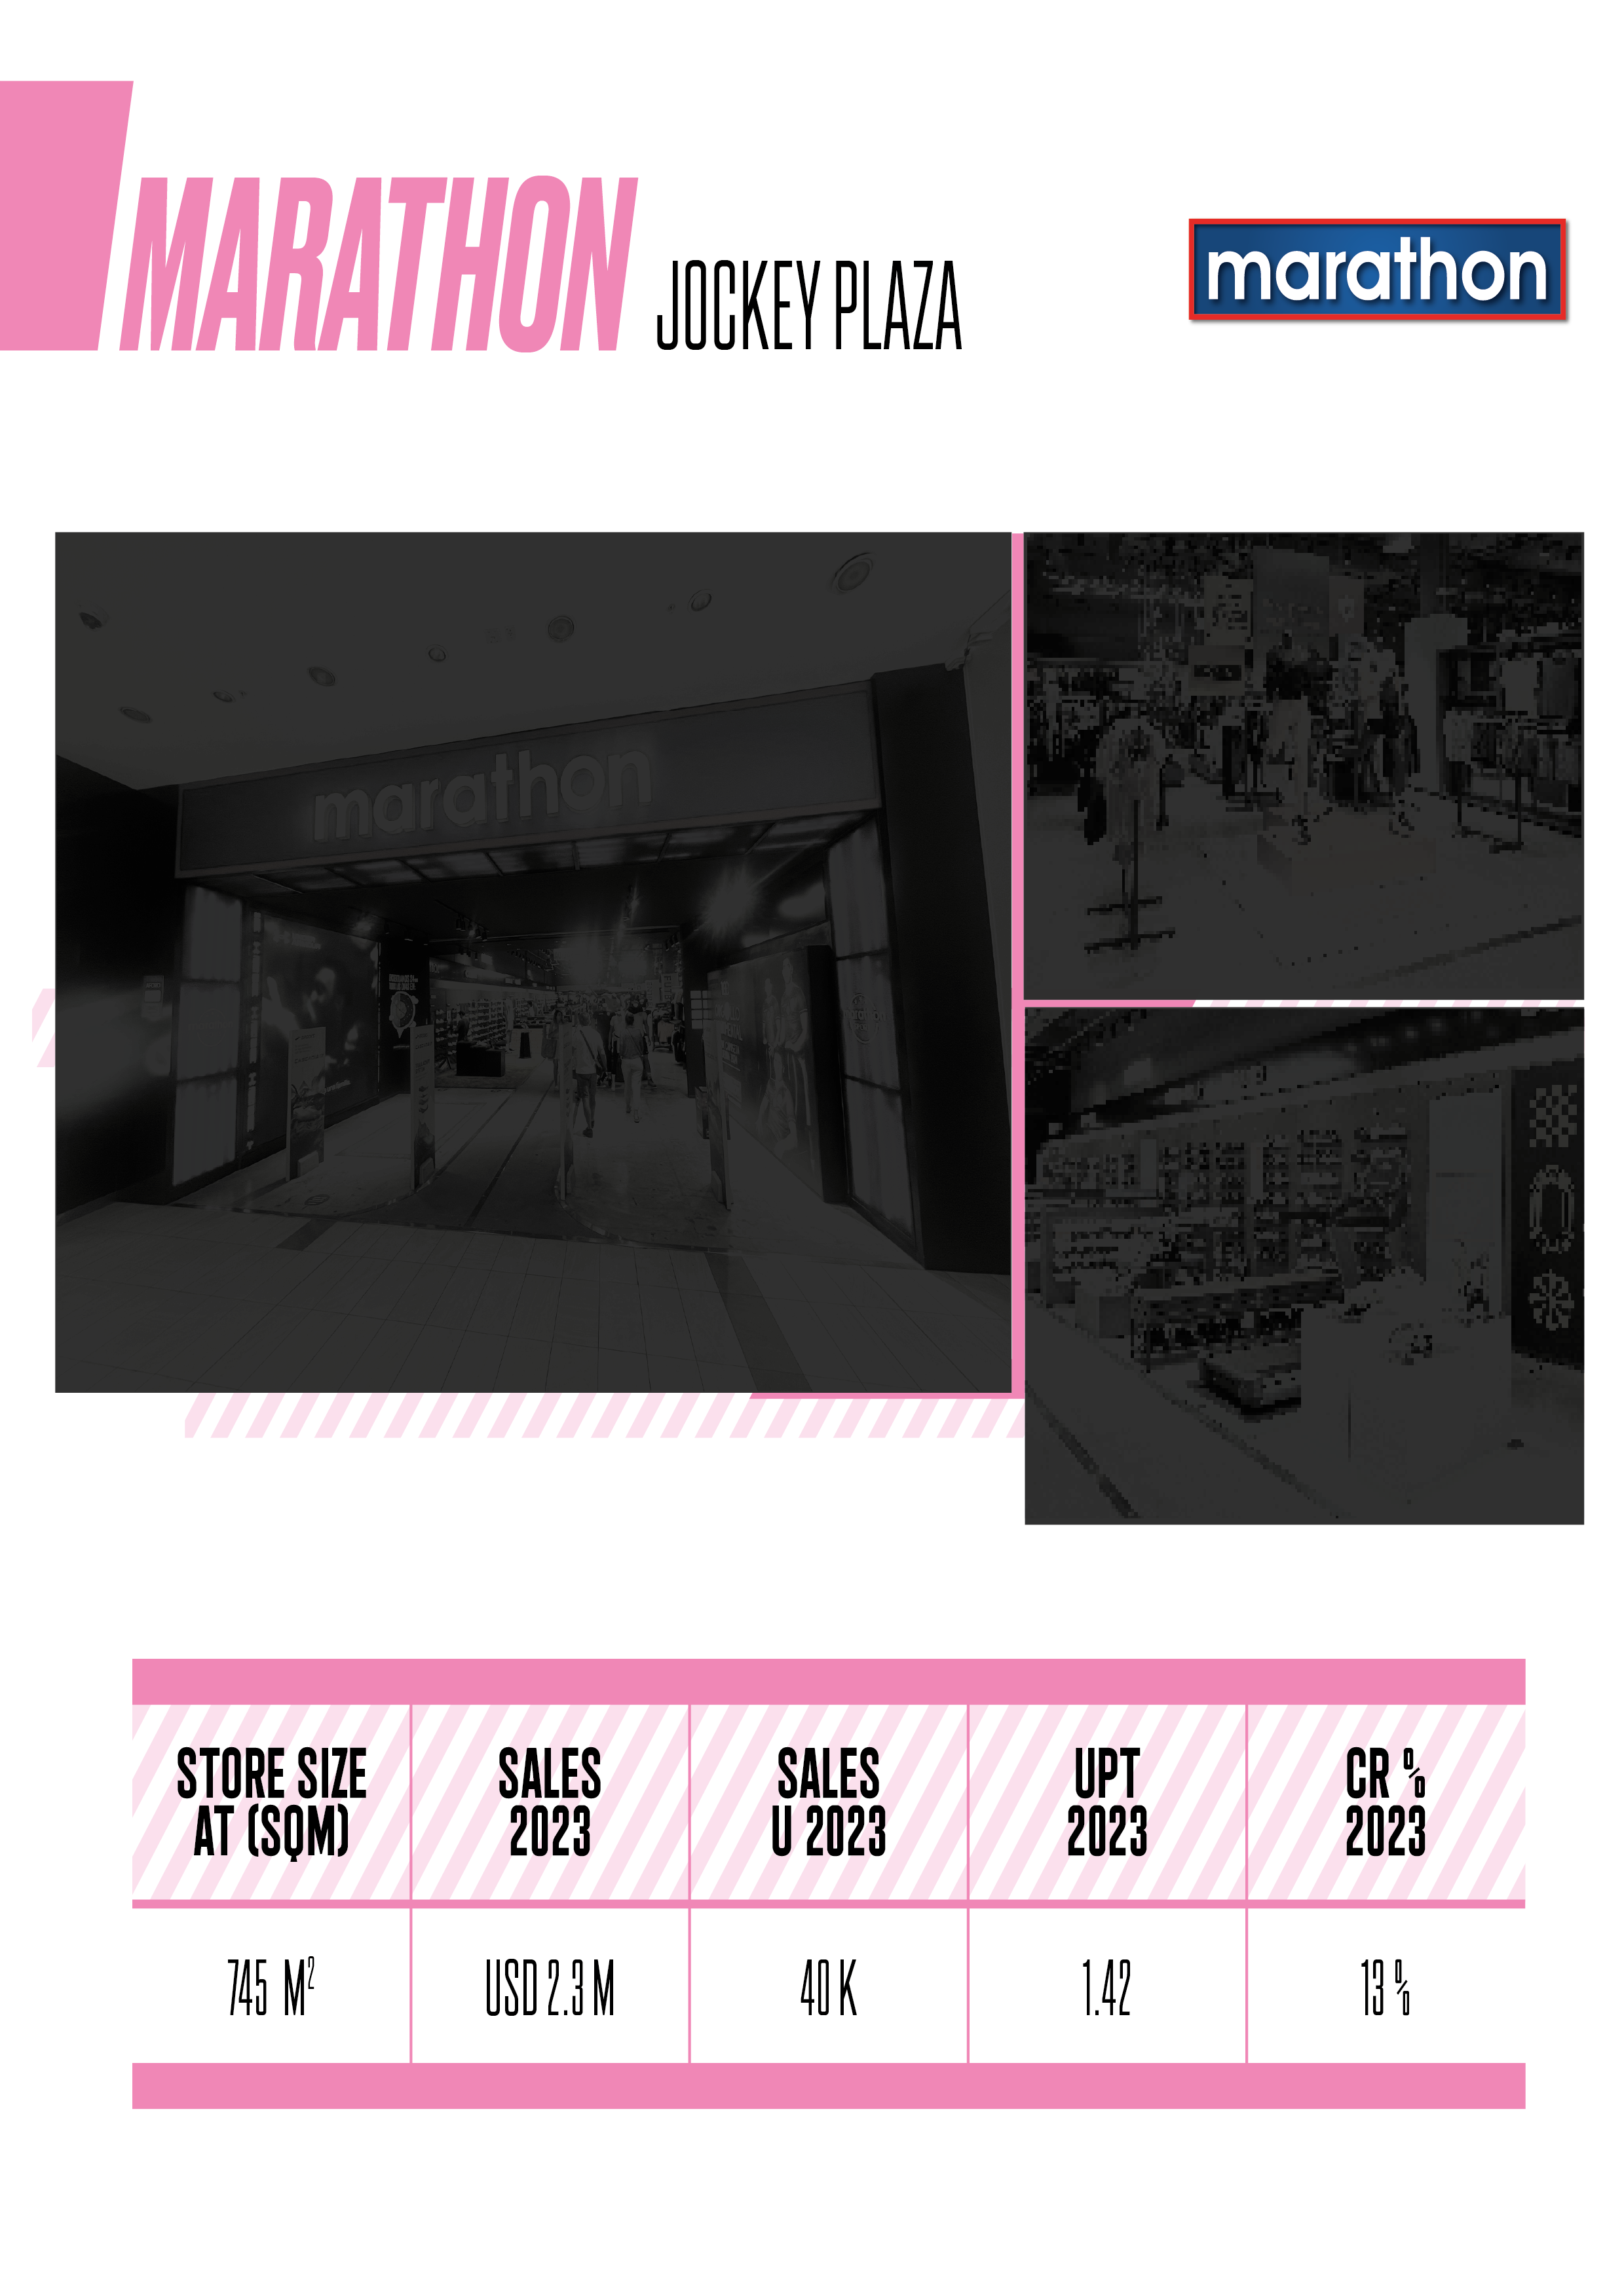 MARATHON JOCKEY PLAZA
marathon
marathon
STORE SIZE
AT (SQM)
SALES
2023
SALES
U 2023
UPT
2023
CR %
2023
745 M²
USD 2.3 M
40 K
1.42
13 %